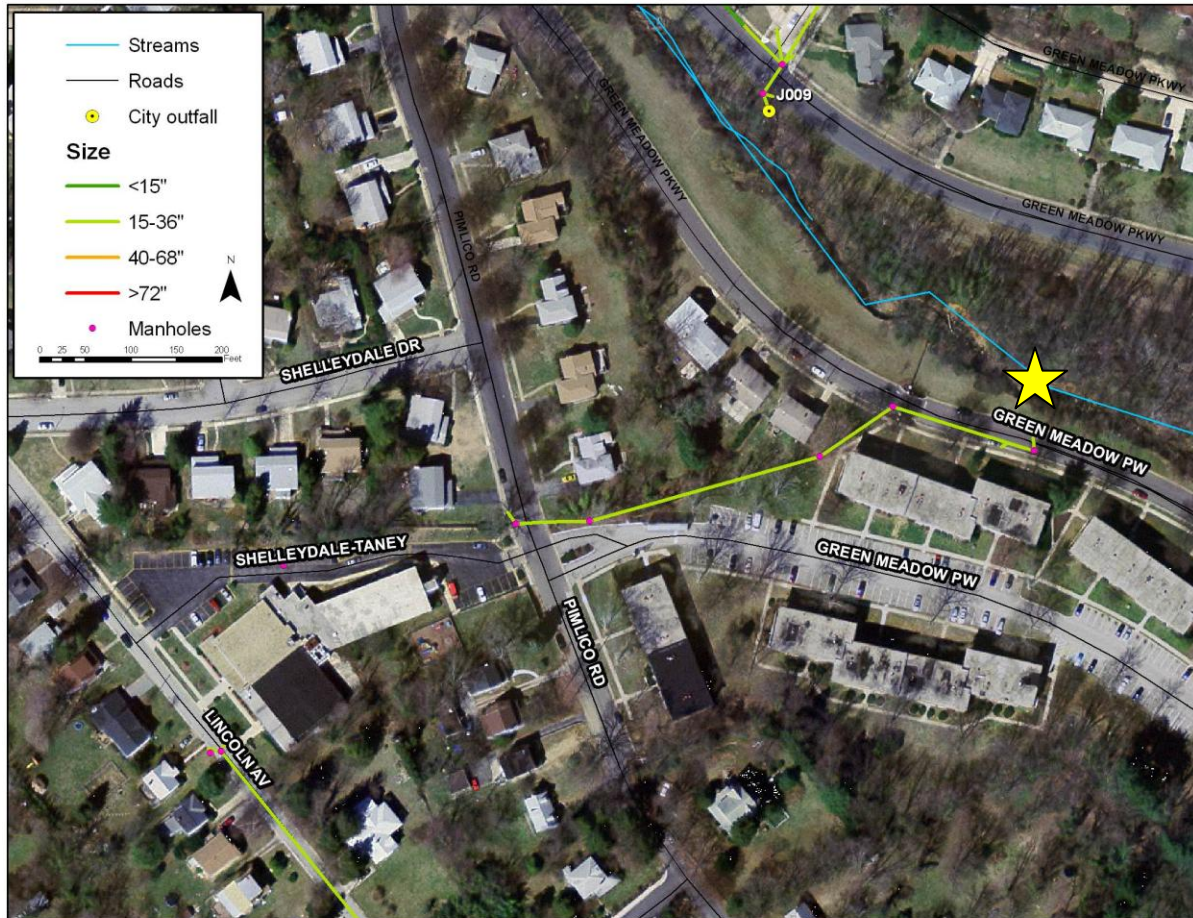 Streams
Roads
City outfall
Size
<15"
15-36"
40-68"
>72"
N
Manholes
0 25 50 100 150 200
Feet
J009
GREEN MEADOW PKWY
GREEN MEADOW PKWY
GREEN MEADOW PKWY
PIMLICO RD
SHELLEYDALE DR
GREEN MEADOW PW
SHELLEYDALE-TANEY
GREEN MEADOW PW
PIMLICO RD
LINCOLN AV